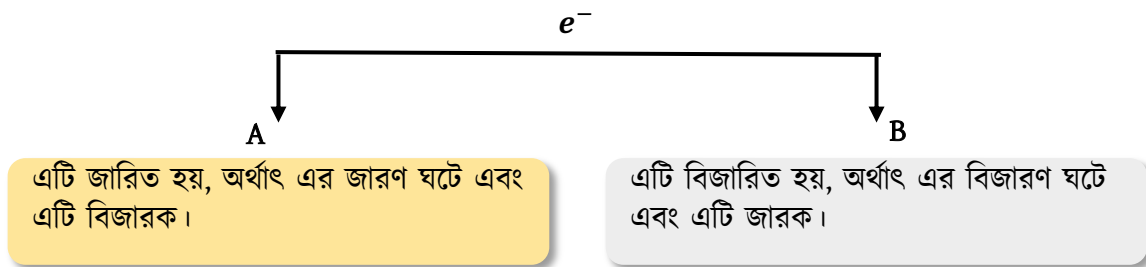 e⁻
A
B
এটি জারিত হয়, অর্থাৎ এর জারণ ঘটে এবং
এটি বিজারক।
এটি বিজারিত হয়, অর্থাৎ এর বিজারণ ঘটে
এবং এটি জারক।